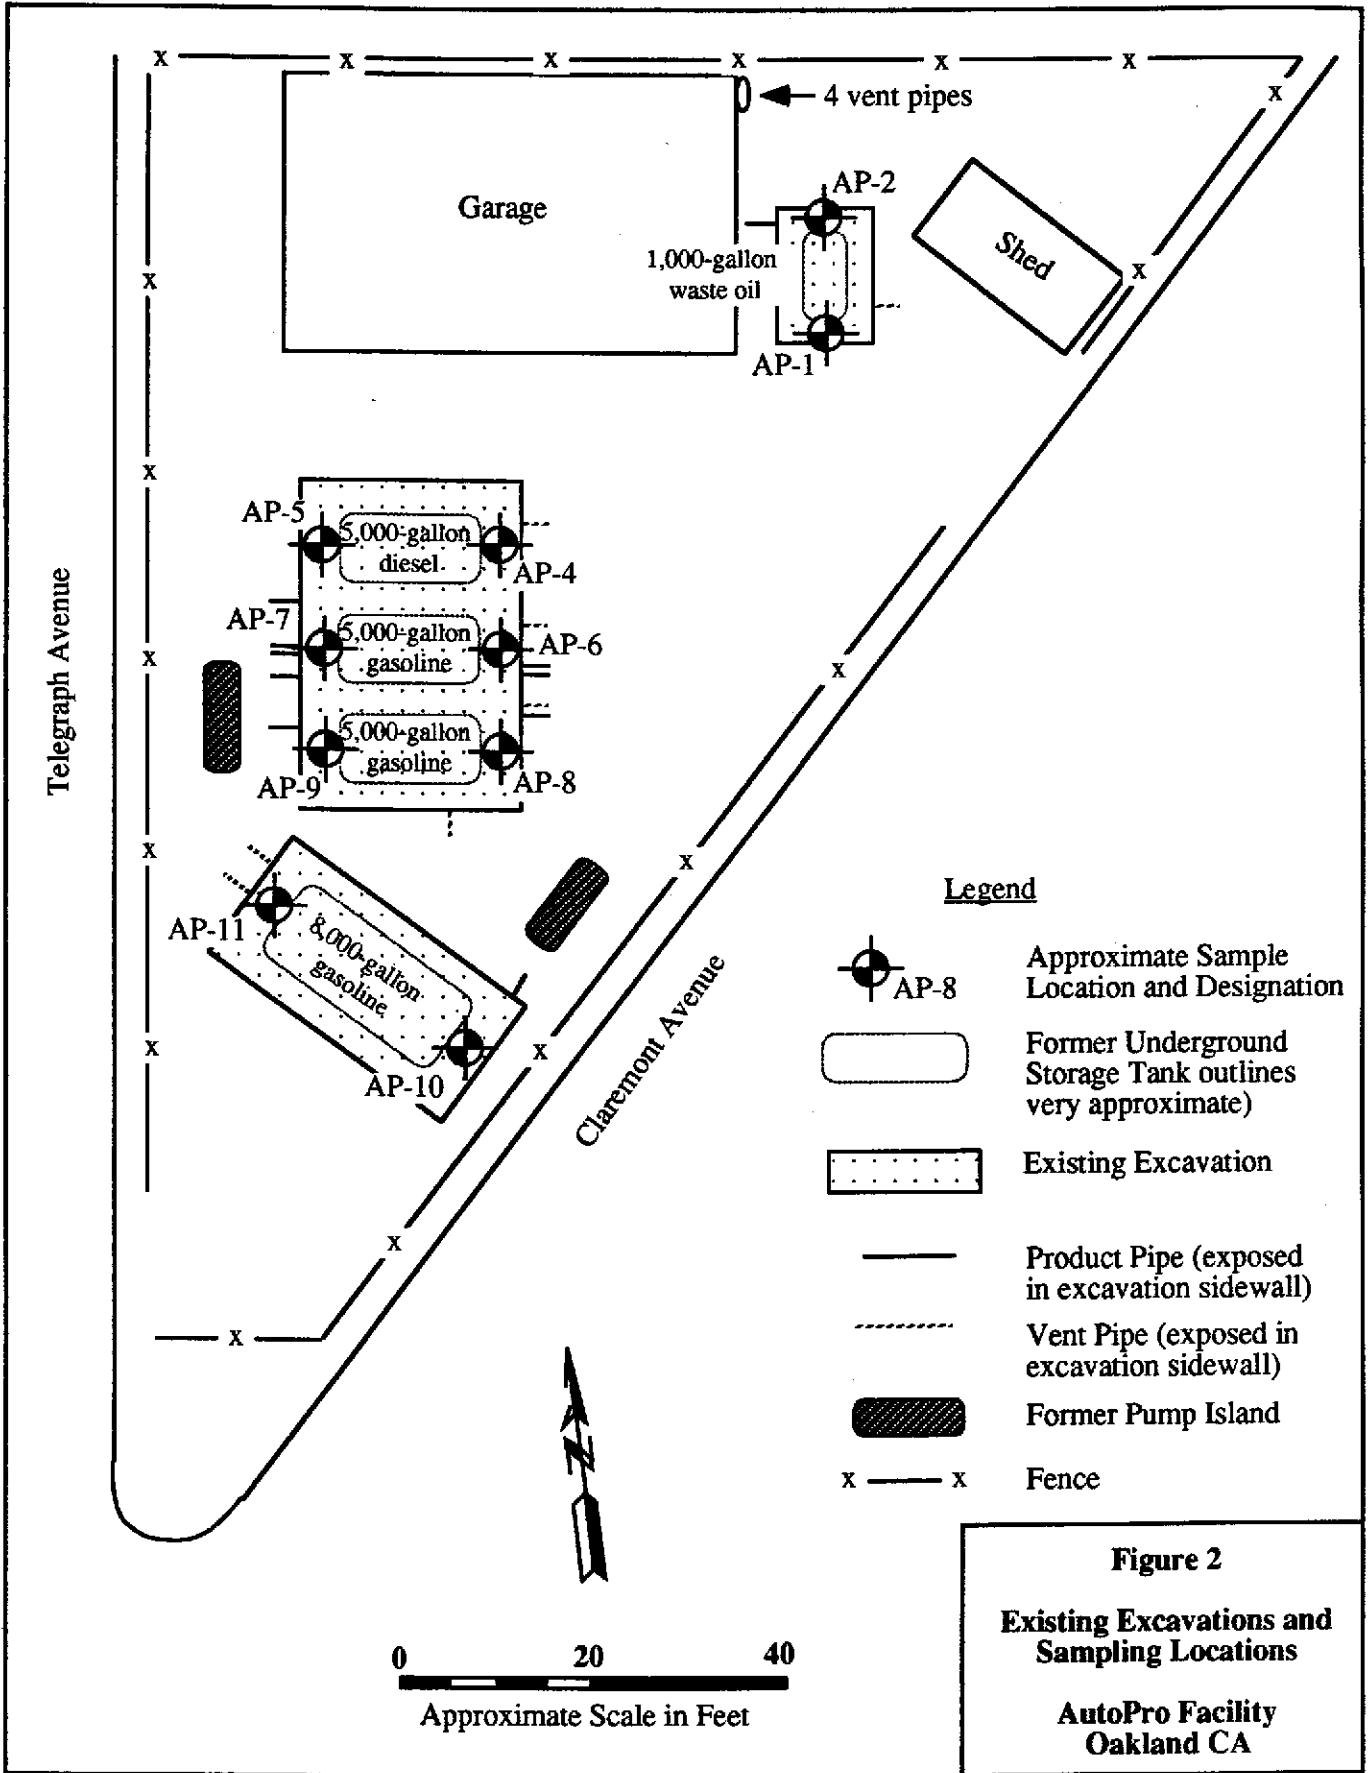 x x x x x x
x
4 vent pipes
Garage
AP-2
1,000-gallon
waste oil
Shed
x
x
AP-1
x
AP-5
5,000-gallon
diesel
AP-4
Telegraph Avenue
AP-7
5,000-gallon
gasoline
AP-6
x
x
5,000-gallon
gasoline
AP-9
AP-8
x
x
AP-11
8,000-gallon
gasoline
AP-10
x
x
Claremont Avenue
x
x
N
Legend
AP-8
Approximate Sample
Location and Designation
Former Underground
Storage Tank outlines
very approximate)
Existing Excavation
Product Pipe (exposed
in excavation sidewall)
Vent Pipe (exposed in
excavation sidewall)
Former Pump Island
x x Fence
0 20 40
Approximate Scale in Feet
Figure 2
Existing Excavations and
Sampling Locations
AutoPro Facility
Oakland CA